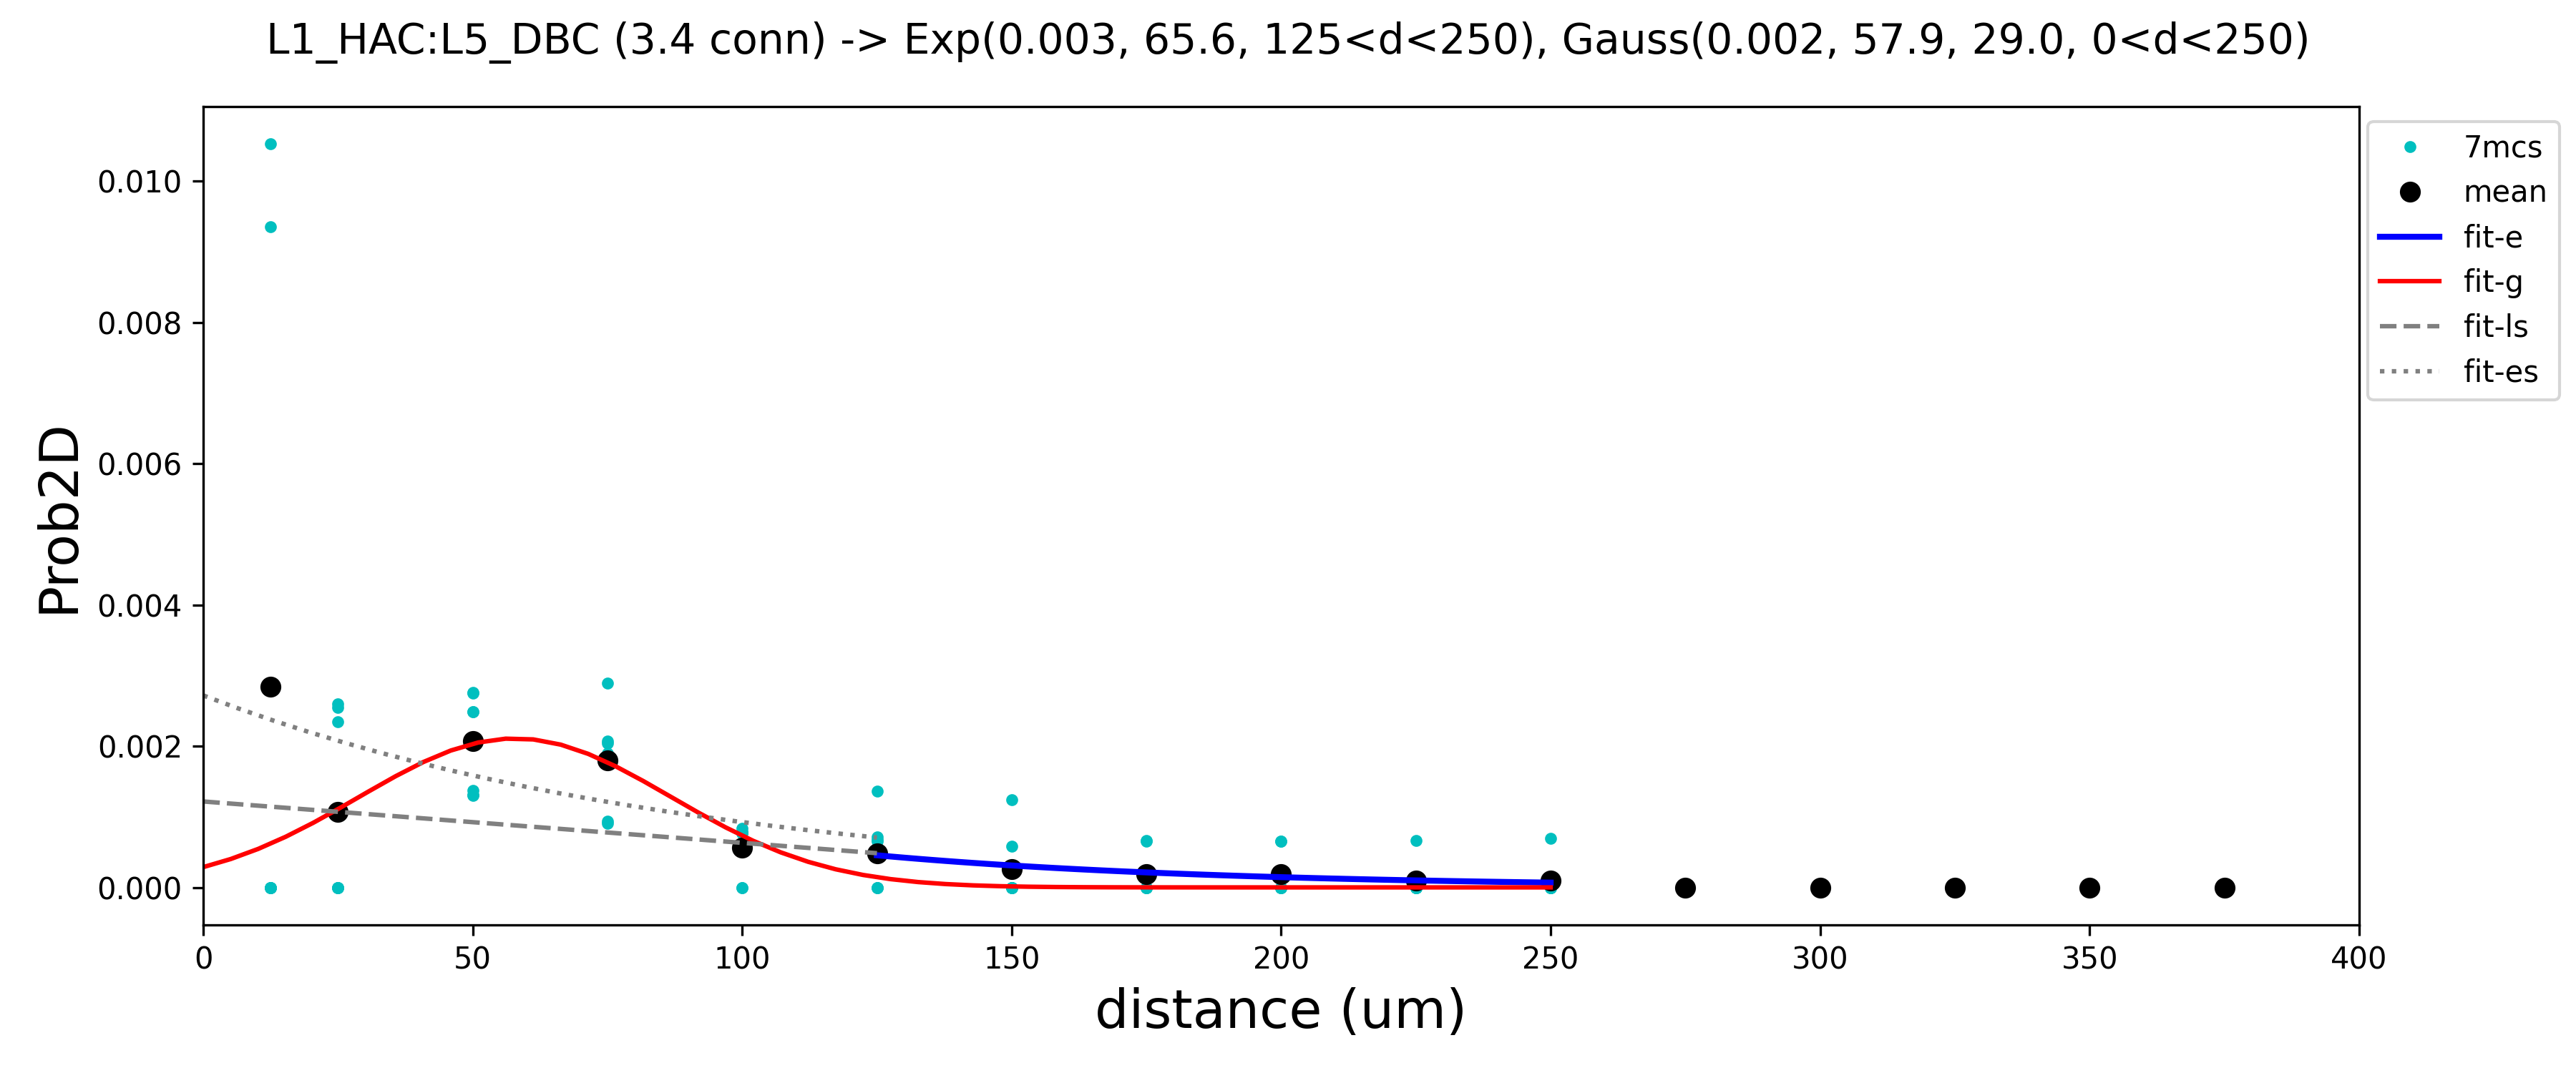 L1_HAC:L5_DBC (3.4 conn) -> Exp(0.003, 65.6, 125<d<250), Gauss(0.002, 57.9, 29.0, 0<d<250)
0.010
0.008
0.006
0.004
0.002
0.000
Prob2D
0 50 100 150 200 250 300 350 400
distance (um)
7mcs
mean
fit-e
fit-g
fit-ls
fit-es